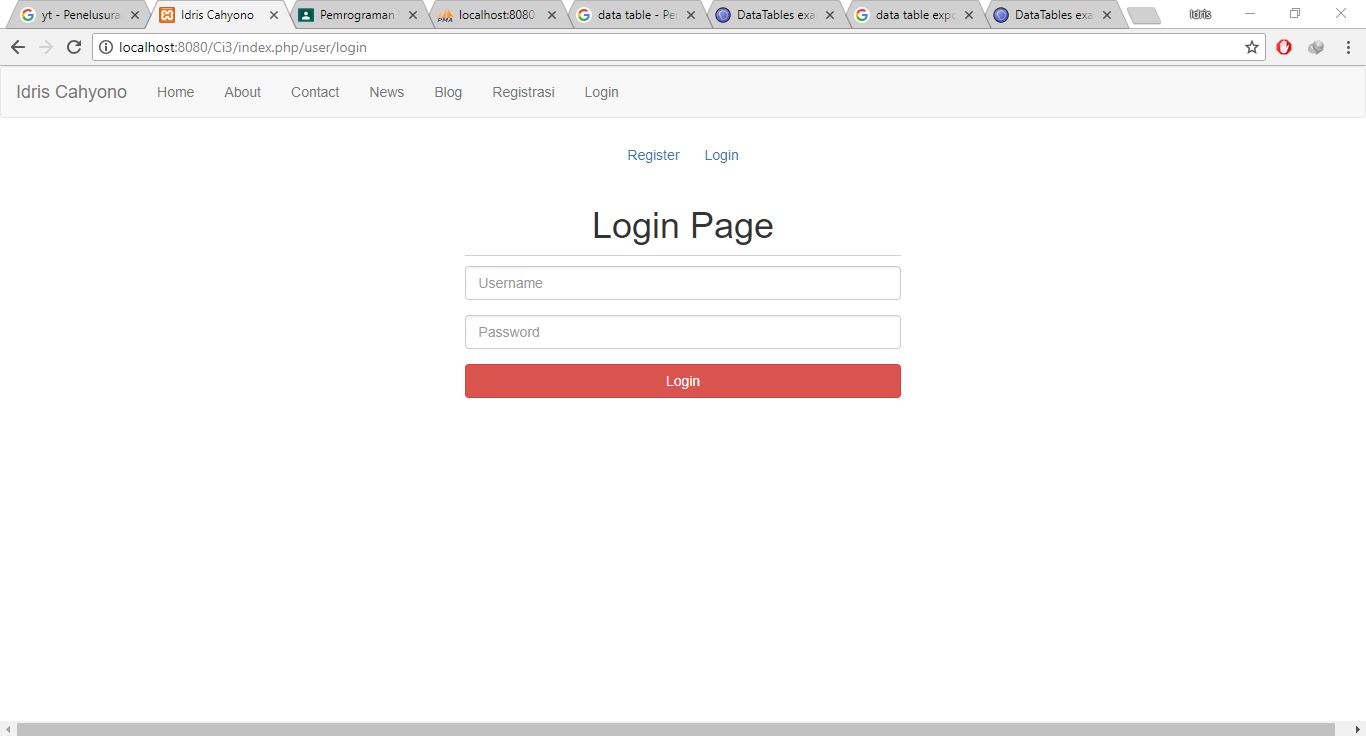 yt - Penelusura
Idris Cahyono
Pemrograman
localhost:8080
data table - Pe
DataTables exa
data table expo
DataTables exa
Idris
localhost:8080/Ci3/index.php/user/login
Idris Cahyono Home About Contact News Blog Registrasi Login
Register Login
Login Page
Username
Password
Login